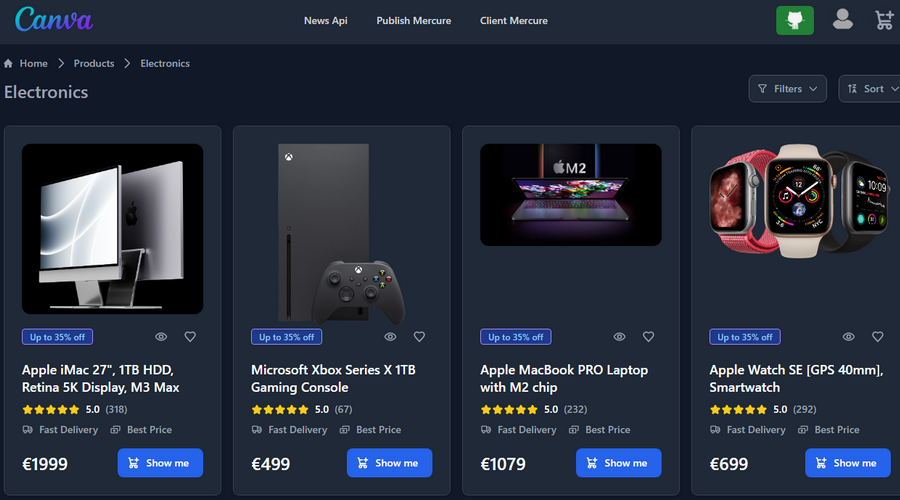 Canva
News Api Publish Mercure Client Mercure
Home Products Electronics
Electronics
Filters Sort
M2
Up to 35% off Up to 35% off Up to 35% off Up to 35% off
Apple iMac 27", 1TB HDD,
Retina 5K Display, M3 Max
5.0 (318)
Fast Delivery Best Price
€1999 Show me
Microsoft Xbox Series X 1TB
Gaming Console
5.0 (67)
Fast Delivery Best Price
€499 Show me
Apple MacBook PRO Laptop
with M2 chip
5.0 (232)
Fast Delivery Best Price
€1079 Show me
Apple Watch SE [GPS 40mm],
Smartwatch
5.0 (292)
Fast Delivery Best Price
€699 Show me